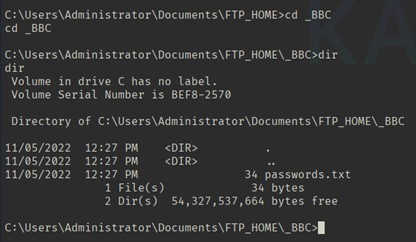 C:\Users\Administrator\Documents\FTP_HOME>cd _BBC
cd _BBC
C:\Users\Administrator\Documents\FTP_HOME\_BBC>dir
dir
 Volume in drive C has no label.
 Volume Serial Number is BEF8-2570
 Directory of C:\Users\Administrator\Documents\FTP_HOME\_BBC
11/05/2022  12:27 PM    <DIR>          .
11/05/2022  12:27 PM    <DIR>          ..
11/05/2022  12:27 PM                34 passwords.txt
               1 File(s)             34 bytes
               2 Dir(s)  54,327,537,664 bytes free
C:\Users\Administrator\Documents\FTP_HOME\_BBC>
KA